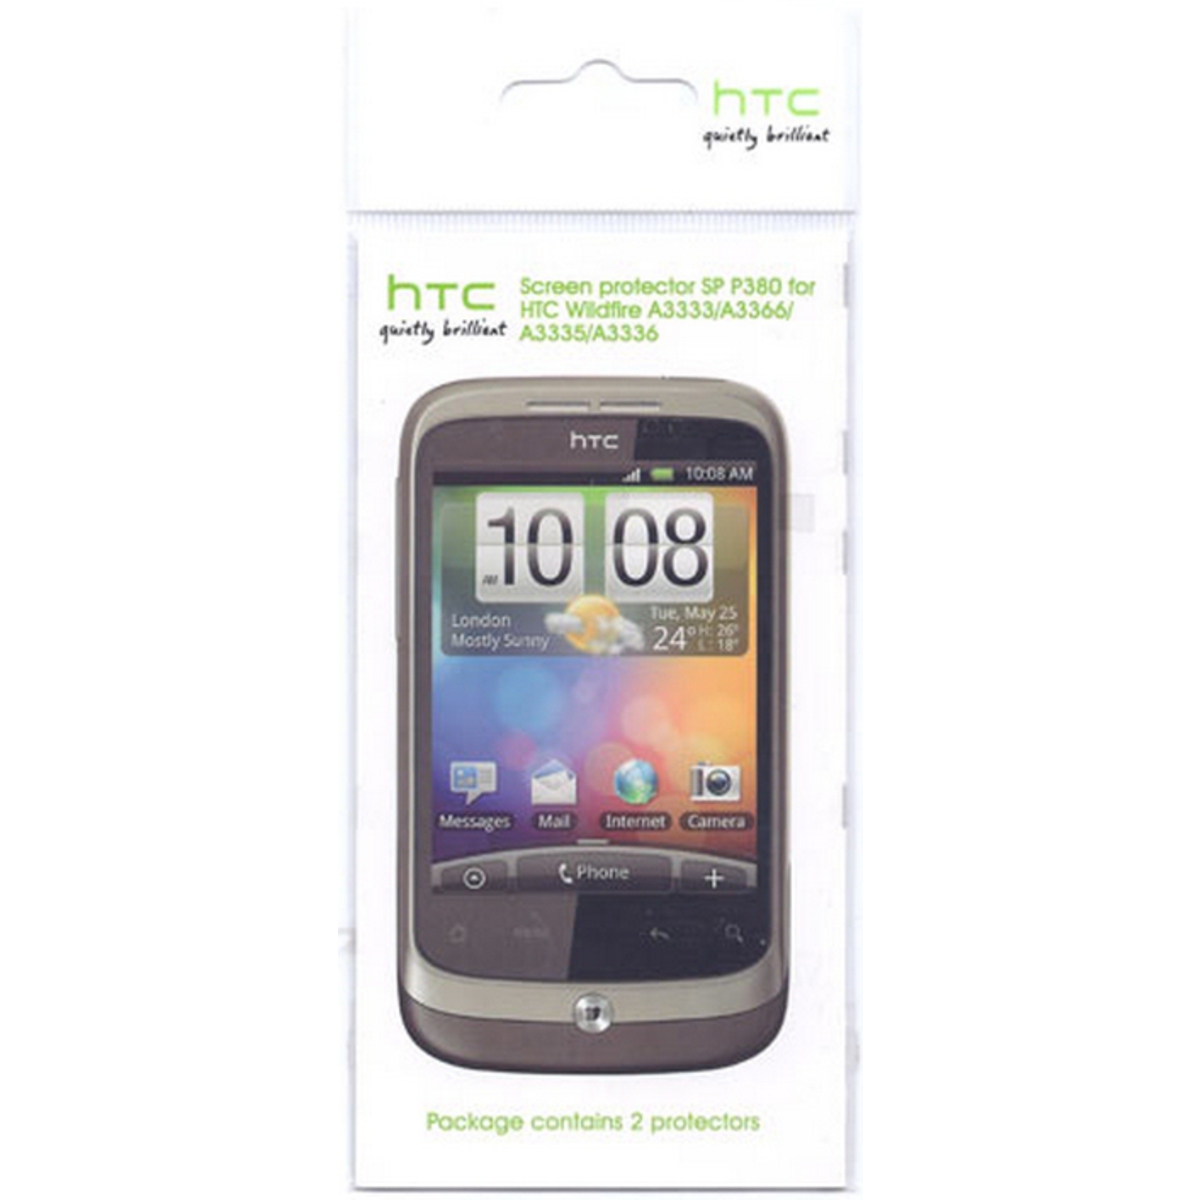 htc
quietly brilliant
htc
quietly brilliant
Screen protector SP P380 for
HTC Wildfire A3333/A3366/
A3335/A3336
htc
10:08 AM
10 08
AM
London
Mostly Sunny
Tue, May 25
24° H: 26°
L: 18°
Messages Mail Internet Camera
Phone
MENU
Package contains 2 protectors